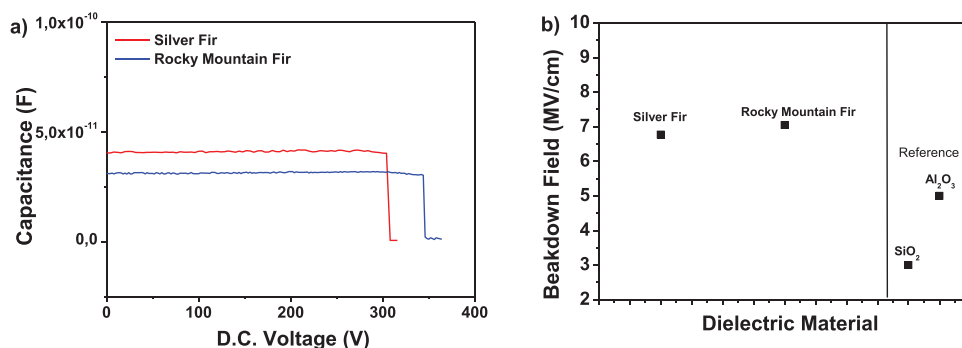 a)
1,0x10⁻¹⁰
5,0x10⁻¹¹
0,0
Capacitance (F)
Silver Fir
Rocky Mountain Fir
0
100
200
300
400
D.C. Voltage (V)
b)
10
9
8
7
6
5
4
3
2
Beakdown Field (MV/cm)
Silver Fir
Rocky Mountain Fir
Reference
Al₂O₃
SiO₂
Dielectric Material